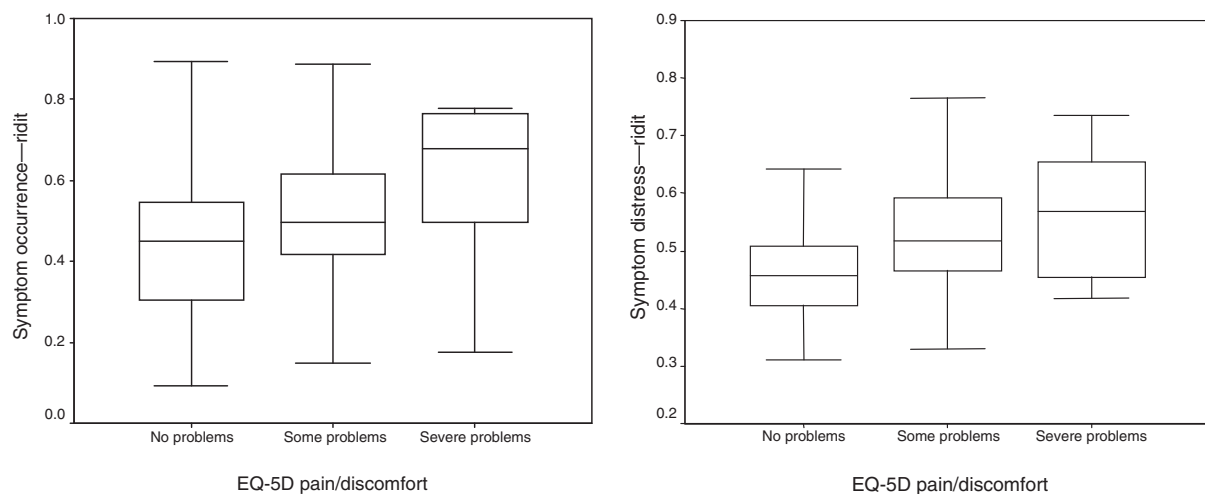 Symptom occurrence—ridit
1.0
0.8
0.6
0.4
0.2
0.0
No problems
Some problems
Severe problems
EQ-5D pain/discomfort
Symptom distress—ridit
0.9
0.8
0.7
0.6
0.5
0.4
0.3
0.2
No problems
Some problems
Severe problems
EQ-5D pain/discomfort